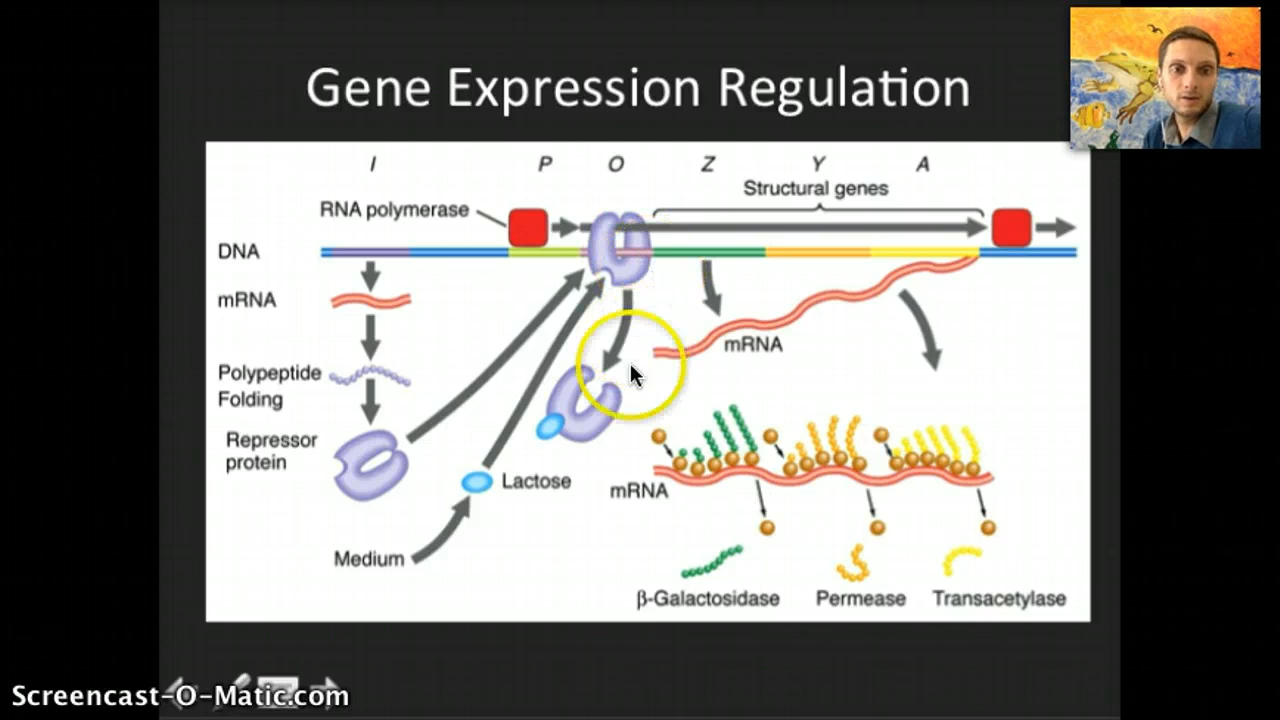 Gene Expression Regulation
I P O Z Y A
Structural genes
RNA polymerase
DNA
mRNA
mRNA
Polypeptide
Folding
Repressor
protein
Lactose
mRNA
Medium
β-Galactosidase Permease Transacetylase
Screencast-O-Matic.com